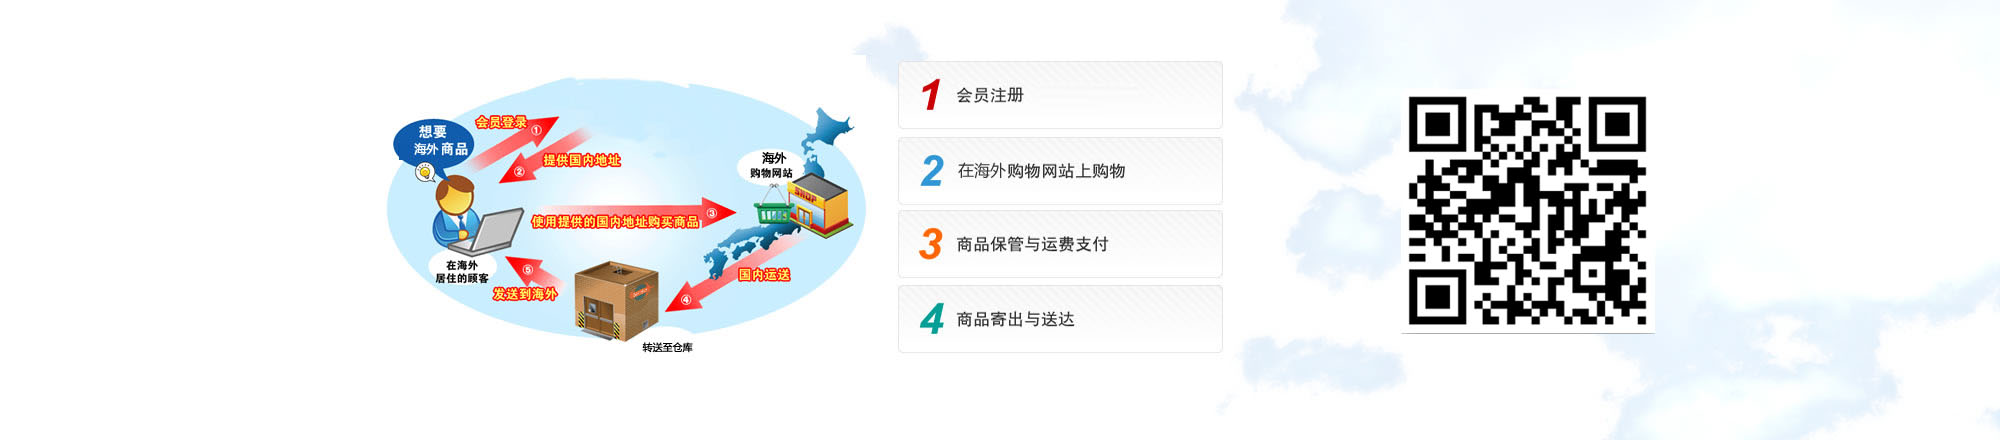 想要
海外商品
会员登录
①
②
提供国内地址
海外
购物网站
SHOP
③
使用提供的国内地址购买商品
在海外
居住的顾客
⑤
发送到海外
国内运送
④
转送至仓库
1 会员注册
2 在海外购物网站上购物
3 商品保管与运费支付
4 商品寄出与送达